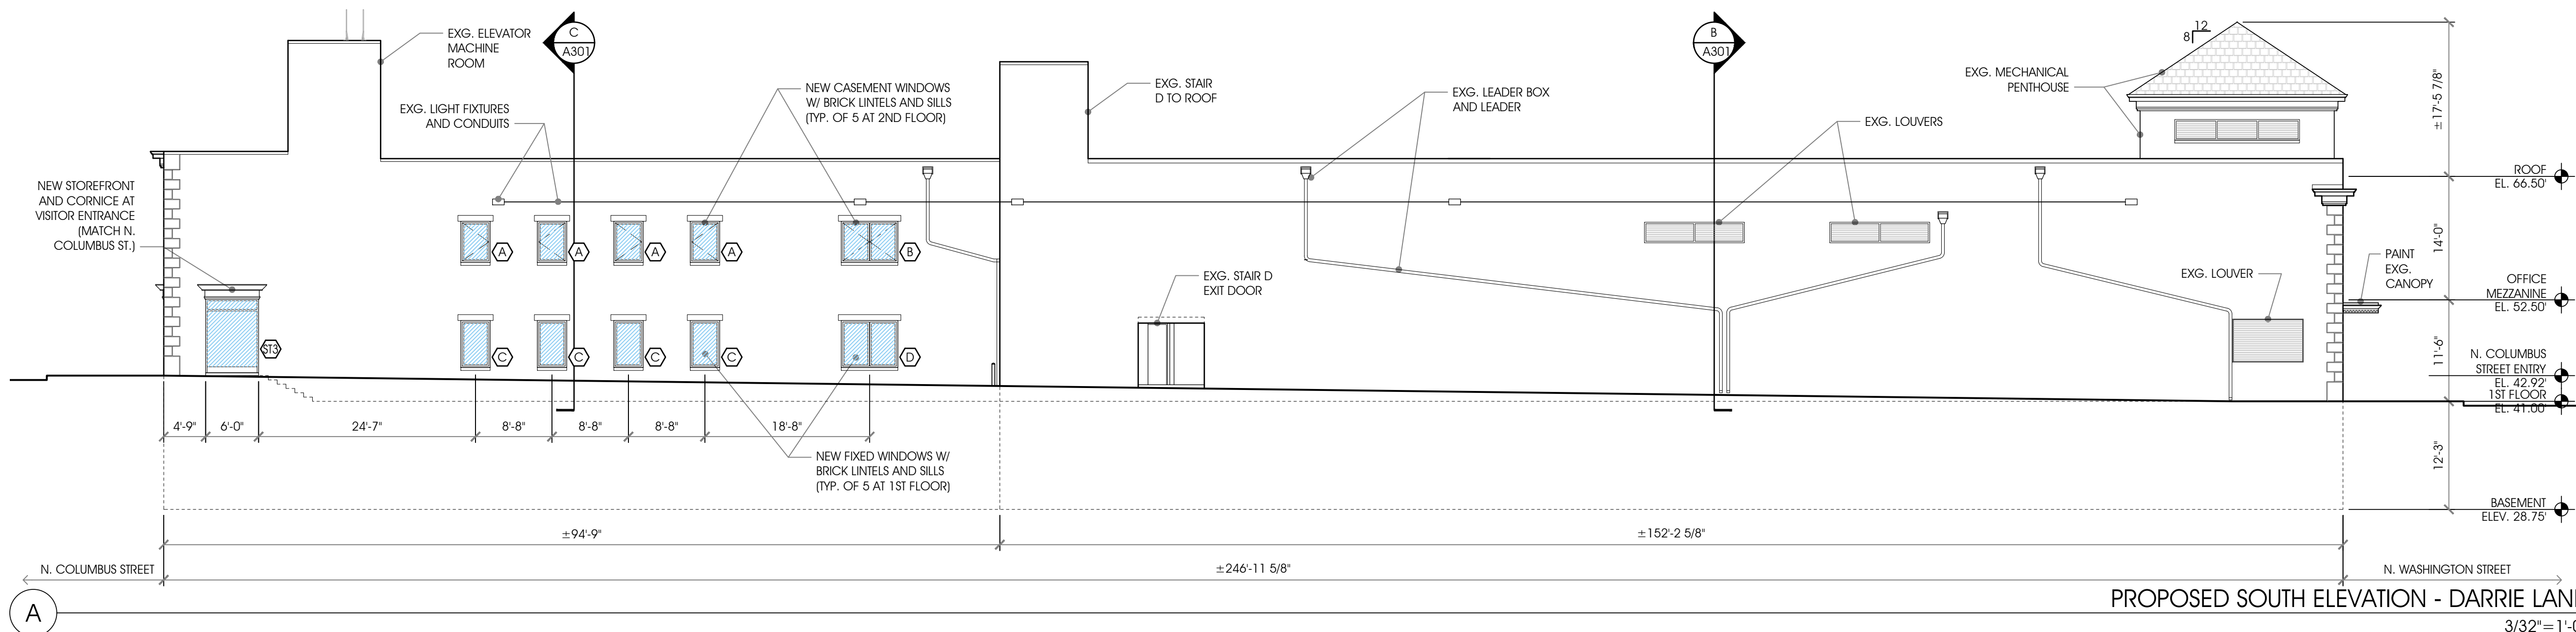 EXG. ELEVATOR
MACHINE
ROOM
C
A301
B
A301
12
8
EXG. LIGHT FIXTURES
AND CONDUITS
NEW CASEMENT WINDOWS
W/ BRICK LINTELS AND SILLS
(TYP. OF 5 AT 2ND FLOOR)
EXG. STAIR
D TO ROOF
EXG. LEADER BOX
AND LEADER
EXG. LOUVERS
EXG. MECHANICAL
PENTHOUSE
±17'-5 7/8"
NEW STOREFRONT
AND CORNICE AT
VISITOR ENTRANCE
(MATCH N.
COLUMBUS ST.)
ROOF
EL. 66.50'
A
A
A
A
B
14'-0"
EXG. STAIR D
EXIT DOOR
EXG. LOUVER
PAINT
EXG.
CANOPY
OFFICE
MEZZANINE
EL. 52.50'
ST3
C
C
C
C
D
11'-6"
N. COLUMBUS
STREET ENTRY
EL. 42.92'
1ST FLOOR
EL. 41.00'
4'-9"
6'-0"
24'-7"
8'-8"
8'-8"
8'-8"
18'-8"
12'-3"
NEW FIXED WINDOWS W/
BRICK LINTELS AND SILLS
(TYP. OF 5 AT 1ST FLOOR)
BASEMENT
ELEV. 28.75'
±94'-9"
±152'-2 5/8"
N. COLUMBUS STREET
±246'-11 5/8"
N. WASHINGTON STREET
A
PROPOSED SOUTH ELEVATION - DARRIE LAN
3/32"=1'-0